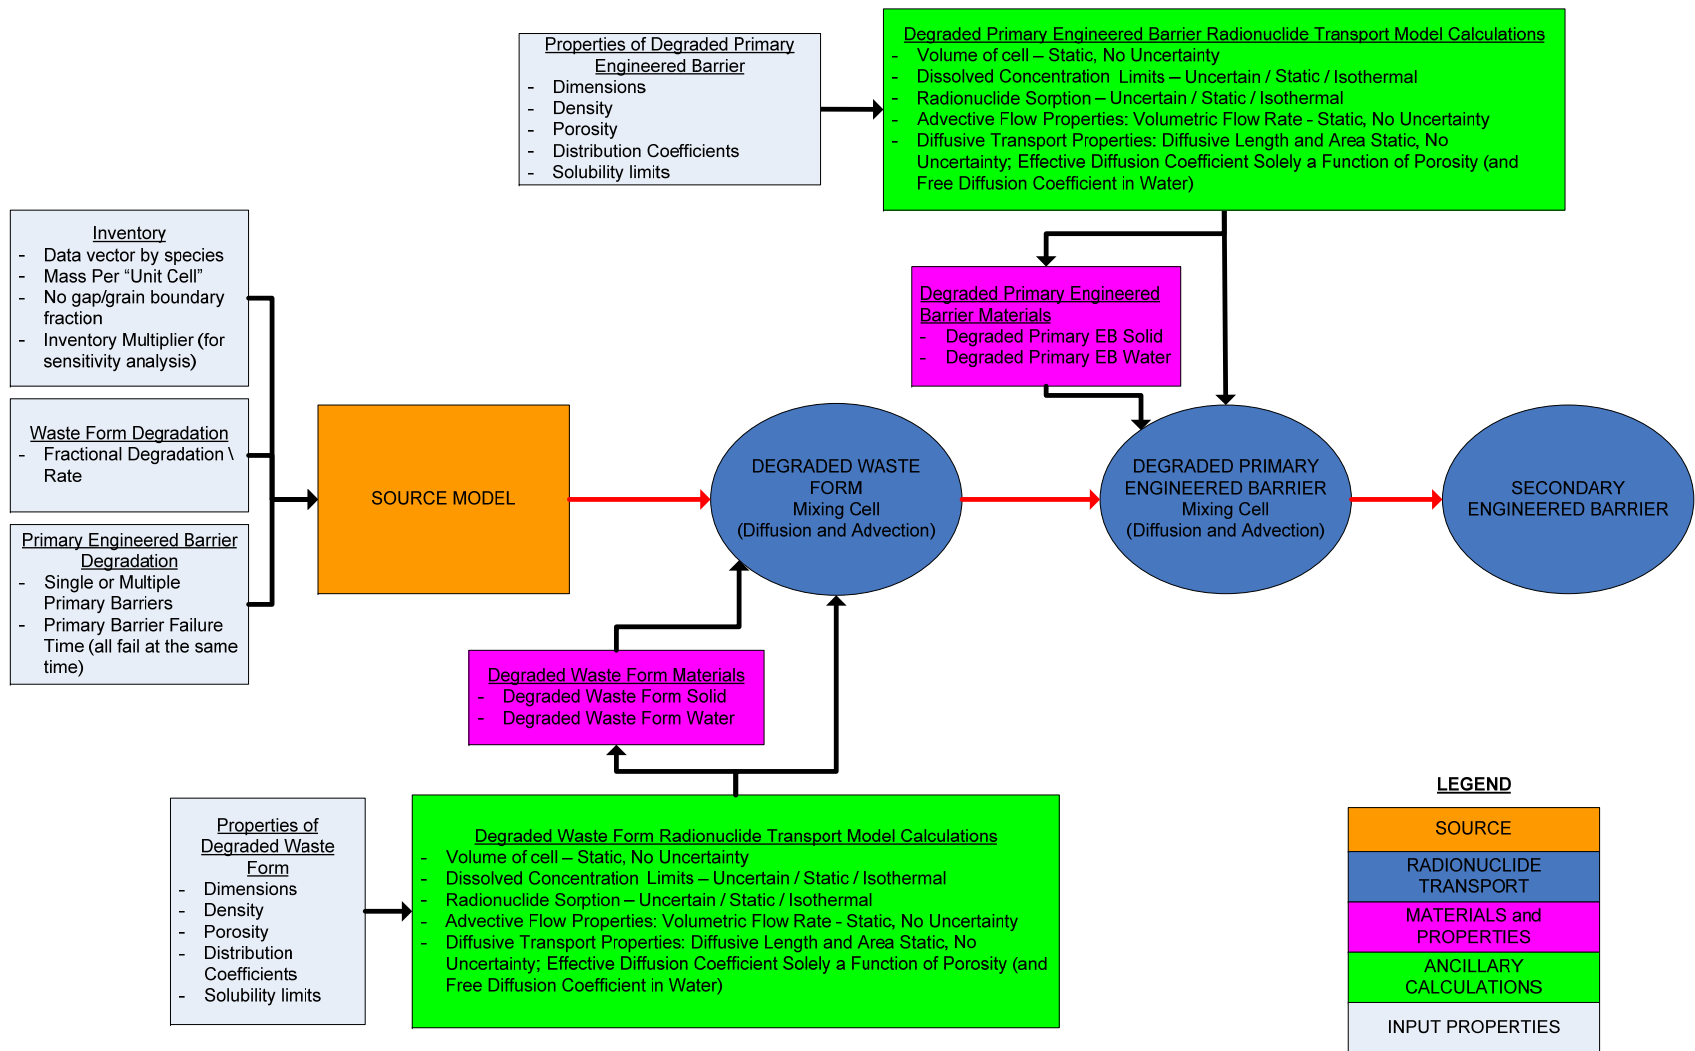 Properties of Degraded Primary
Engineered Barrier
- Dimensions
- Density
- Porosity
- Distribution Coefficients
- Solubility limits
Degraded Primary Engineered Barrier Radionuclide Transport Model Calculations
- Volume of cell – Static, No Uncertainty
- Dissolved Concentration Limits – Uncertain / Static / Isothermal
- Radionuclide Sorption – Uncertain / Static / Isothermal
- Advective Flow Properties: Volumetric Flow Rate - Static, No Uncertainty
- Diffusive Transport Properties: Diffusive Length and Area Static, No
Uncertainty; Effective Diffusion Coefficient Solely a Function of Porosity (and
Free Diffusion Coefficient in Water)
Inventory
- Data vector by species
- Mass Per “Unit Cell”
- No gap/grain boundary
fraction
- Inventory Multiplier (for
sensitivity analysis)
Degraded Primary Engineered
Barrier Materials
- Degraded Primary EB Solid
- Degraded Primary EB Water
Waste Form Degradation
- Fractional Degradation \
Rate
Primary Engineered Barrier
Degradation
- Single or Multiple
Primary Barriers
- Primary Barrier Failure
Time (all fail at the same
time)
SOURCE MODEL
DEGRADED WASTE
FORM
Mixing Cell
(Diffusion and Advection)
DEGRADED PRIMARY
ENGINEERED BARRIER
Mixing Cell
(Diffusion and Advection)
SECONDARY
ENGINEERED BARRIER
Degraded Waste Form Materials
- Degraded Waste Form Solid
- Degraded Waste Form Water
Properties of
Degraded Waste
Form
- Dimensions
- Density
- Porosity
- Distribution
Coefficients
- Solubility limits
Degraded Waste Form Radionuclide Transport Model Calculations
- Volume of cell – Static, No Uncertainty
- Dissolved Concentration Limits – Uncertain / Static / Isothermal
- Radionuclide Sorption – Uncertain / Static / Isothermal
- Advective Flow Properties: Volumetric Flow Rate - Static, No Uncertainty
- Diffusive Transport Properties: Diffusive Length and Area Static, No
Uncertainty; Effective Diffusion Coefficient Solely a Function of Porosity (and
Free Diffusion Coefficient in Water)
LEGEND
SOURCE
RADIONUCLIDE
TRANSPORT
MATERIALS and
PROPERTIES
ANCILLARY
CALCULATIONS
INPUT PROPERTIES